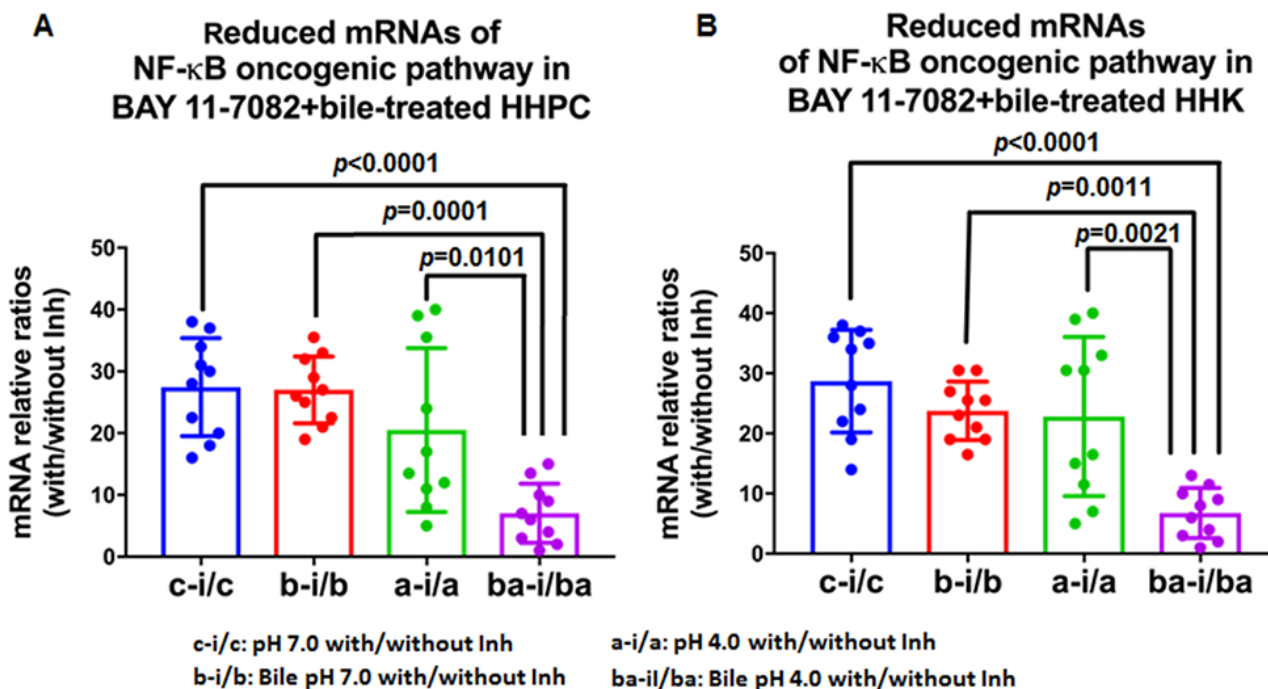 A
Reduced mRNAs of
NF-κB oncogenic pathway in
BAY 11-7082+bile-treated HHPC
p<0.0001
p=0.0001
p=0.0101
mRNA relative ratios
(with/without Inh)
50
40
30
20
10
0
c-i/c b-i/b a-i/a ba-i/ba
B
Reduced mRNAs
of NF-κB oncogenic pathway in
BAY 11-7082+bile-treated HHK
p<0.0001
p=0.0011
p=0.0021
mRNA relative ratios
(with/without Inh)
50
40
30
20
10
0
c-i/c b-i/b a-i/a ba-i/ba
c-i/c: pH 7.0 with/without Inh
a-i/a: pH 4.0 with/without Inh
b-i/b: Bile pH 7.0 with/without Inh
ba-iI/ba: Bile pH 4.0 with/without Inh